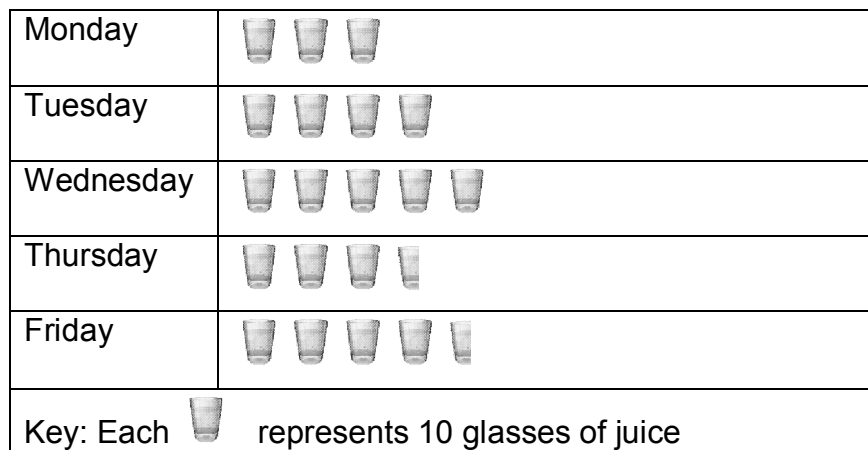 Monday
Tuesday
Wednesday
Thursday
Friday
Key: Each represents 10 glasses of juice